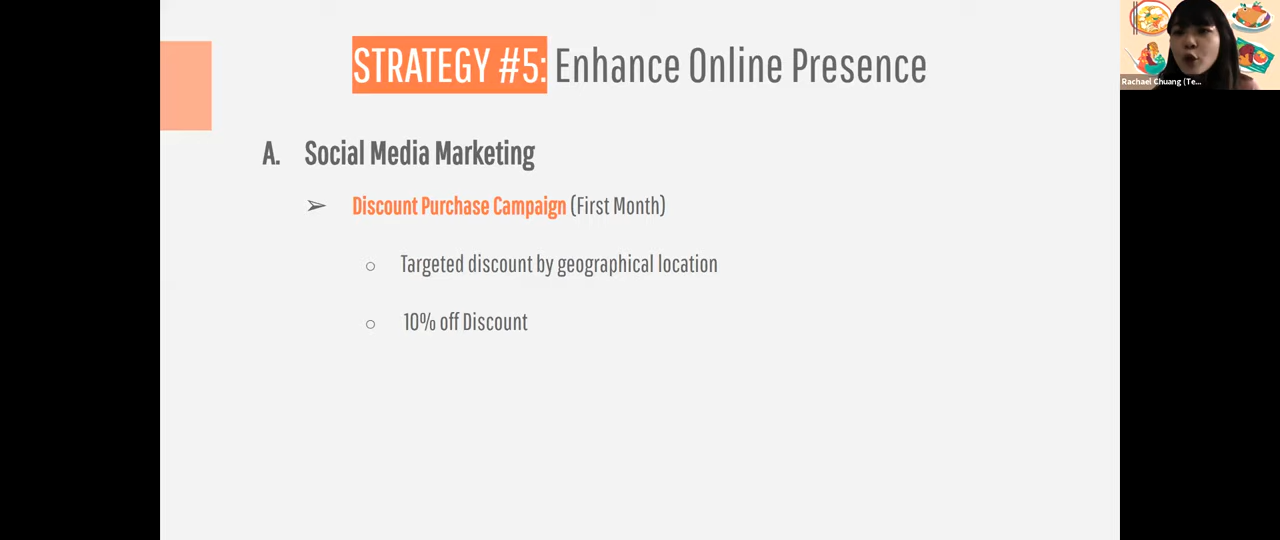 STRATEGY #5: Enhance Online Presence
A. Social Media Marketing
➢ Discount Purchase Campaign (First Month)
○ Targeted discount by geographical location
○ 10% off Discount
Rachael Chuang (Te...